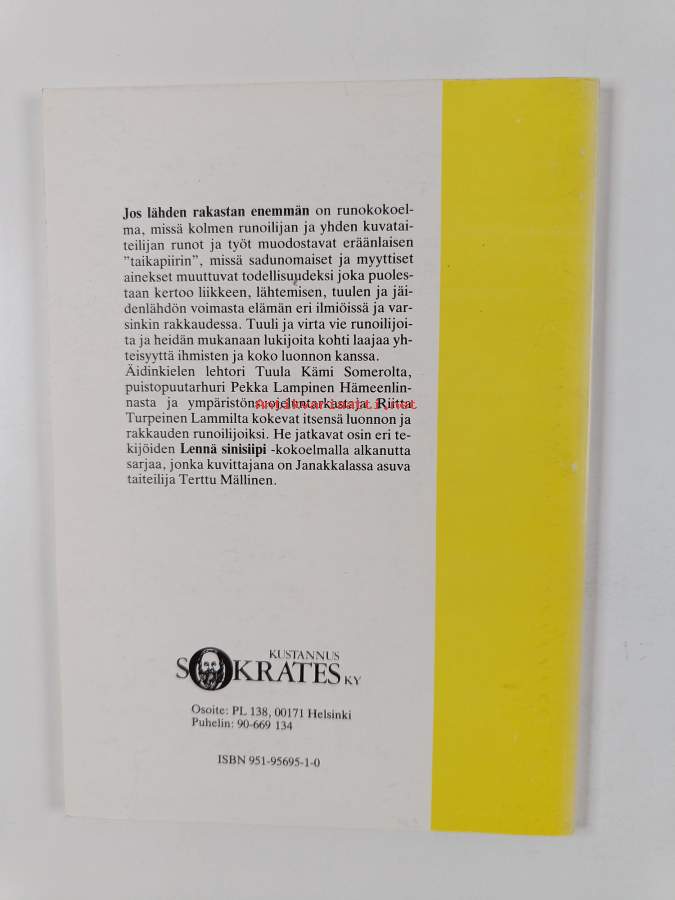 Jos lähden rakastan enemmän on runokokoel-
ma, missä kolmen runoilijan ja yhden kuvatai-
teilijan runot ja työt muodostavat eräänlaisen
"taikapiirin", missä sadunomaiset ja myyttiset
ainekset muuttuvat todellisuudeksi joka puoles-
taan kertoo liikkeen, lähtemisen, tuulen ja jäi-
denlähdön voimasta elämän eri ilmiöissä ja var-
sinkin rakkaudessa. Tuuli ja virta vie runoilijoi-
ta ja heidän mukanaan lukijoita kohti laajaa yh-
teisyyttä ihmisten ja koko luonnon kanssa.
Äidinkielen lehtori Tuula Kämi Somerolta,
puistopuutarhuri Pekka Lampinen Hämeenlin-
nasta ja ympäristönsuojeluntarkastaja Riitta
Turpeinen Lammilta kokevat itsensä luonnon ja
rakkauden runoilijoiksi. He jatkavat osin eri te-
kijöiden Lennä sinisiipi -kokoelmalla alkanutta
sarjaa, jonka kuvittajana on Janakkalassa asuva
taiteilija Terttu Mällinen.
Antikvariaatti.net
KUSTANNUS
SOKRATES KY
Osoite: PL 138, 00171 Helsinki
Puhelin: 90-669 134
ISBN 951-95695-1-0